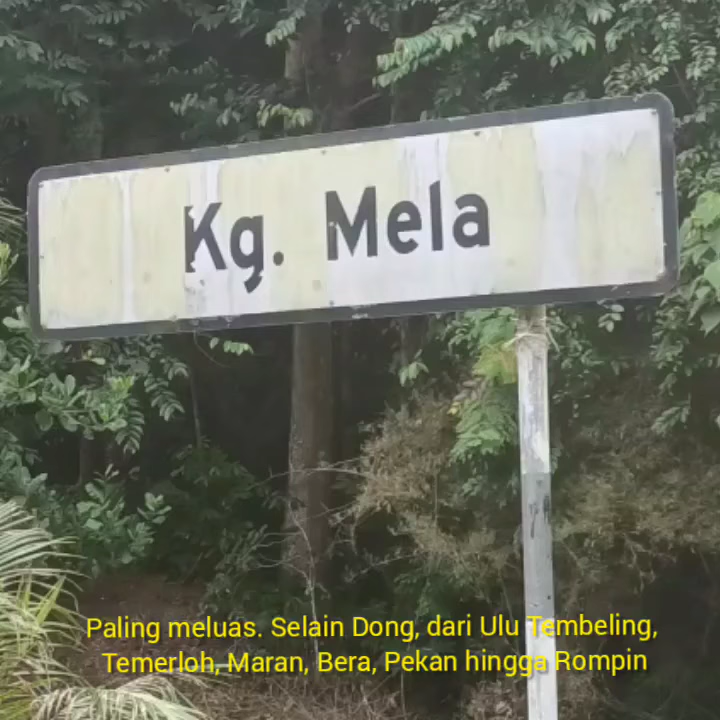 Kg. Mela
Paling meluas. Selain Dong, dari Ulu Tembeling,
Temerloh, Maran, Bera, Pekan hingga Rompin